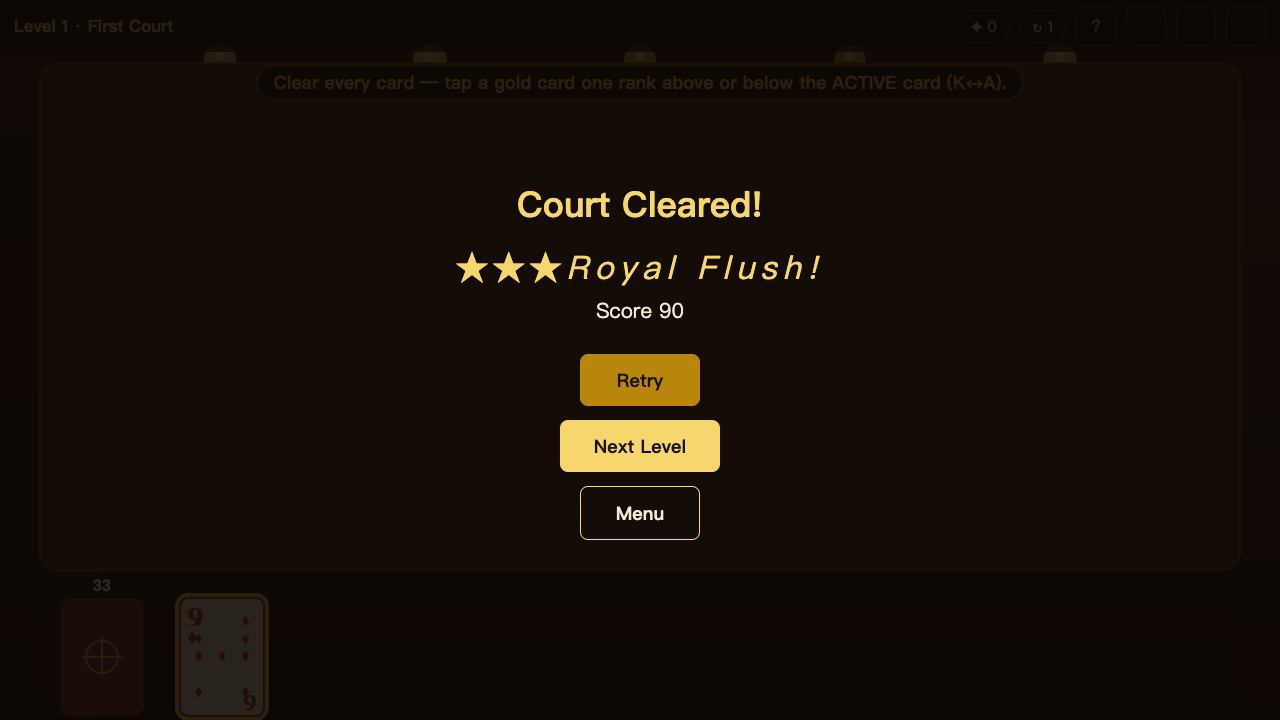 Level 1 · First Court
✦ 0
↻ 1
?
Clear every card — tap a gold card one rank above or below the ACTIVE card (K↔A).
Court Cleared!
★★★Royal Flush!
Score 90
Retry
Next Level
Menu
33
9
9